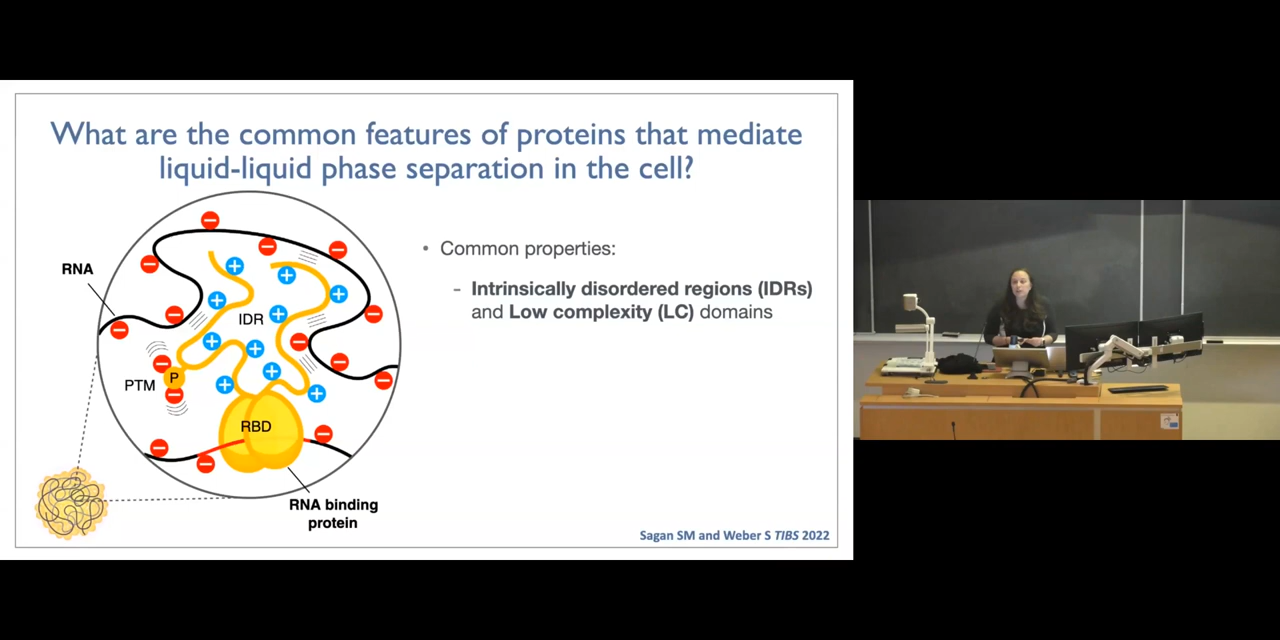 What are the common features of proteins that mediate
liquid-liquid phase separation in the cell?
RNA
IDR
PTM
P
RBD
RNA binding
protein
• Common properties:
- Intrinsically disordered regions (IDRs)
and Low complexity (LC) domains
Sagan SM and Weber S TIBS 2022